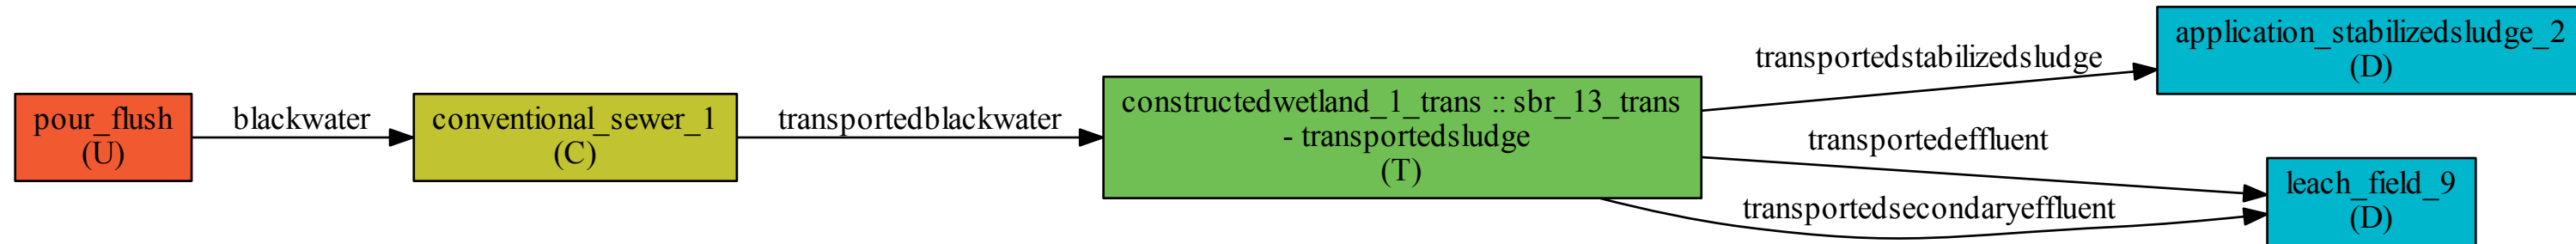 pour_flush
(U)
blackwater
conventional_sewer_1
(C)
transportedblackwater
constructedwetland_1_trans :: sbr_13_trans
- transportedsludge
(T)
transportedstabilizedsludge
application_stabilizedsludge_2
(D)
transportedeffluent
transportedsecondaryeffluent
leach_field_9
(D)